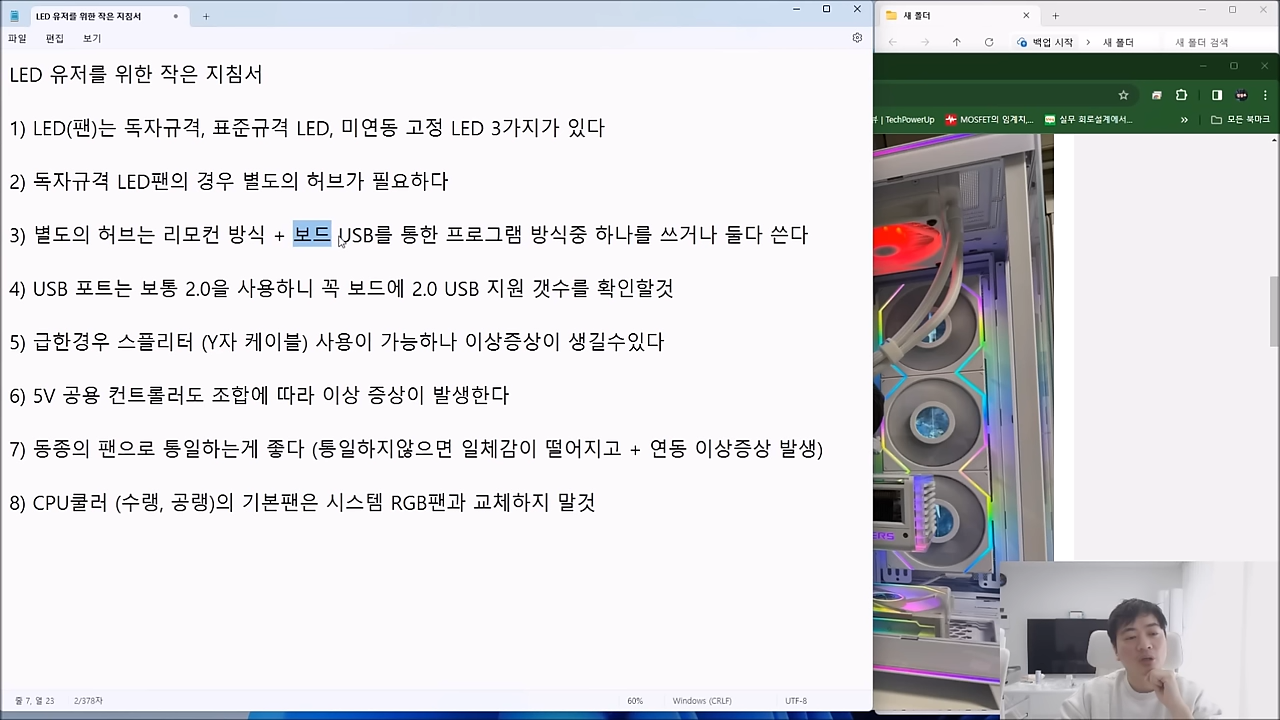 LED 유저를 위한 작은 지침서
새 폴더
파일 편집 보기
백업 시작 새 폴더 새 폴더 검색
TechPowerUp MOSFET의 임계치,... 실무 회로설계에서... 모든 북마크
LED 유저를 위한 작은 지침서
1) LED(팬)는 독자규격, 표준규격 LED, 미연동 고정 LED 3가지가 있다
2) 독자규격 LED팬의 경우 별도의 허브가 필요하다
3) 별도의 허브는 리모컨 방식 + 보드 USB를 통한 프로그램 방식중 하나를 쓰거나 둘다 쓴다
4) USB 포트는 보통 2.0을 사용하니 꼭 보드에 2.0 USB 지원 갯수를 확인할것
5) 급한경우 스플리터 (Y자 케이블) 사용이 가능하나 이상증상이 생길수있다
6) 5V 공용 컨트롤러도 조합에 따라 이상 증상이 발생한다
7) 동종의 팬으로 통일하는게 좋다 (통일하지않으면 일체감이 떨어지고 + 연동 이상증상 발생)
8) CPU쿨러 (수랭, 공랭)의 기본팬은 시스템 RGB팬과 교체하지 말것
줄 7, 열 23 2/378자 60% Windows (CRLF) UTF-8